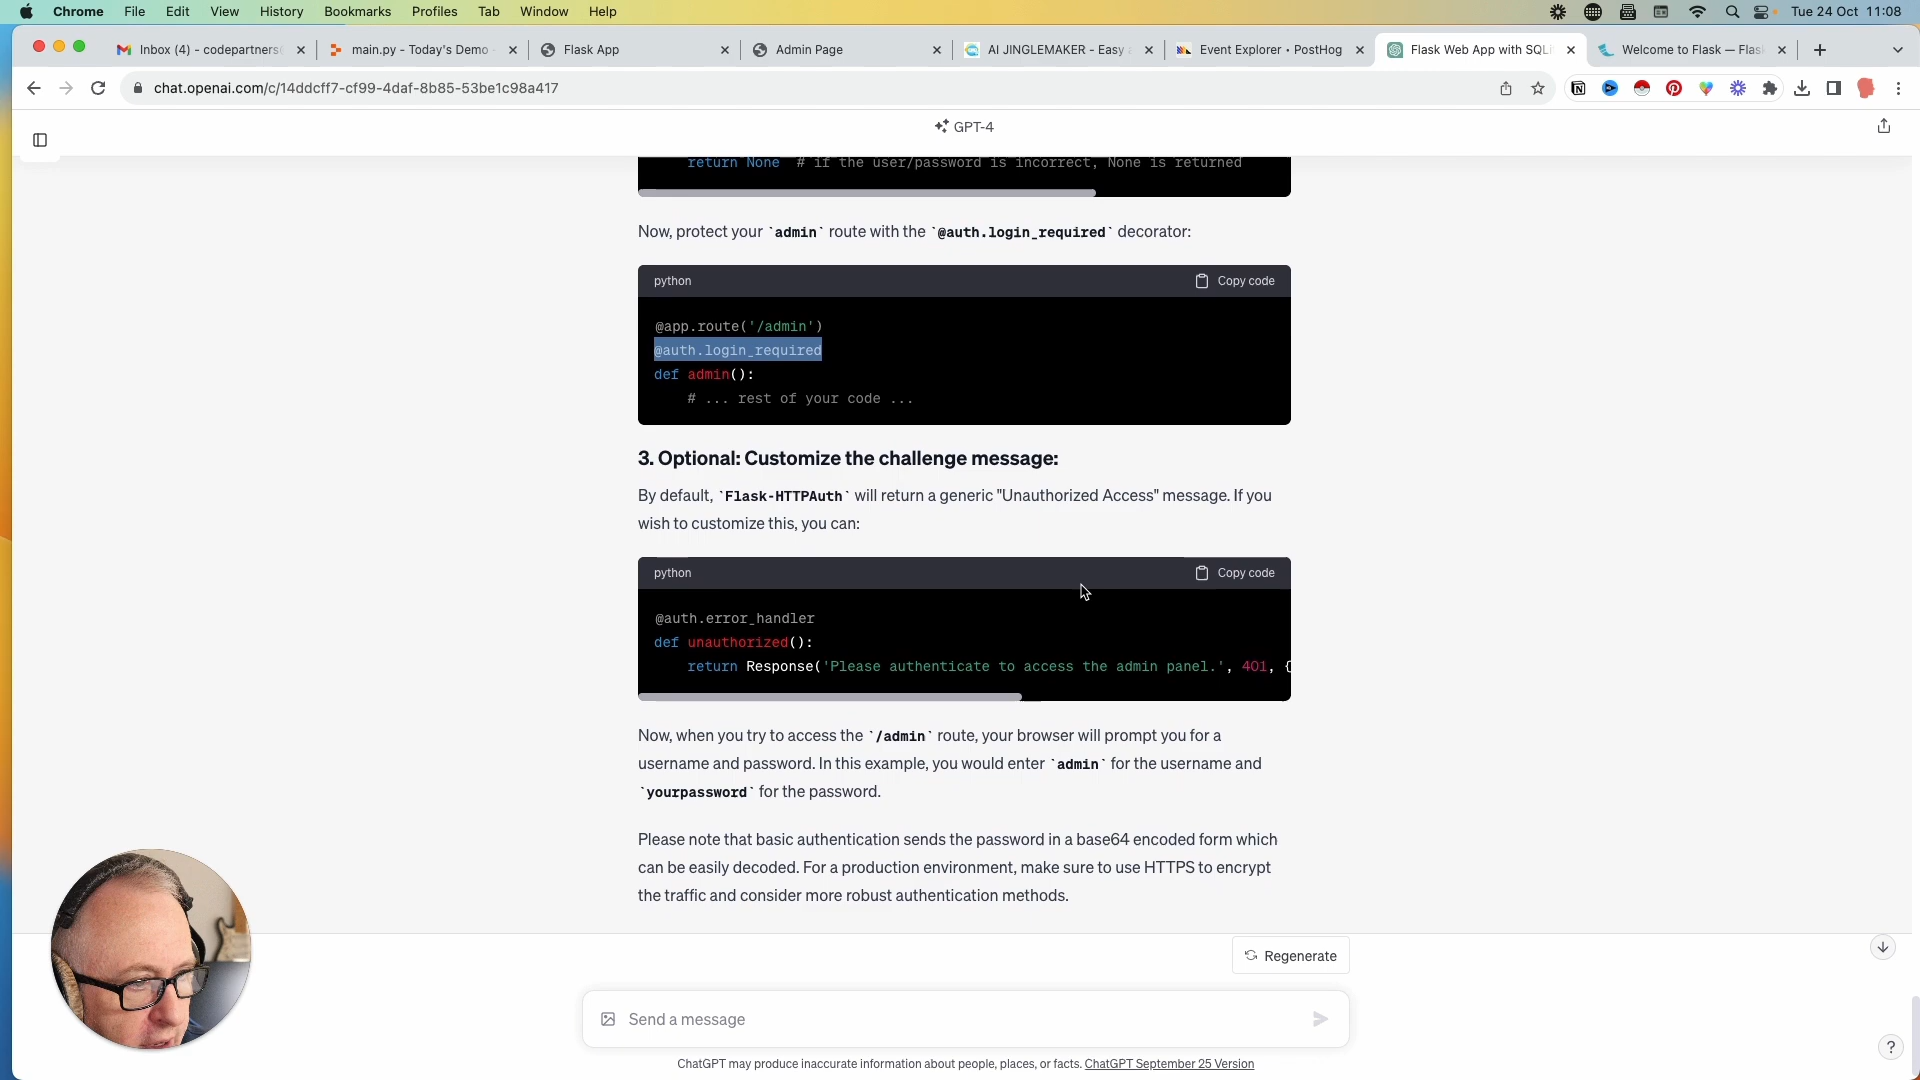 Chrome File Edit View History Bookmarks Profiles Tab Window Help Tue 24 Oct 11:08
Inbox (4) - codepartners main.py - Today's Demo - Flask App Admin Page AI JINGLEMAKER - Easy Event Explorer • PostHog Flask Web App with SQLi Welcome to Flask — Flas
chat.openai.com/c/14ddcff7-cf99-4daf-8b85-53be1c98a417
GPT-4
return None # if the user/password is incorrect, None is returned
Now, protect your `admin` route with the `@auth.login_required` decorator:
python Copy code
@app.route('/admin')
@auth.login_required
def admin():
# ... rest of your code ...
3. Optional: Customize the challenge message:
By default, `Flask-HTTPAuth` will return a generic "Unauthorized Access" message. If you
wish to customize this, you can:
python Copy code
@auth.error_handler
def unauthorized():
return Response('Please authenticate to access the admin panel.', 401, {
Now, when you try to access the `/admin` route, your browser will prompt you for a
username and password. In this example, you would enter `admin` for the username and
`yourpassword` for the password.
Please note that basic authentication sends the password in a base64 encoded form which
can be easily decoded. For a production environment, make sure to use HTTPS to encrypt
the traffic and consider more robust authentication methods.
Regenerate
Send a message
ChatGPT may produce inaccurate information about people, places, or facts. ChatGPT September 25 Version
?